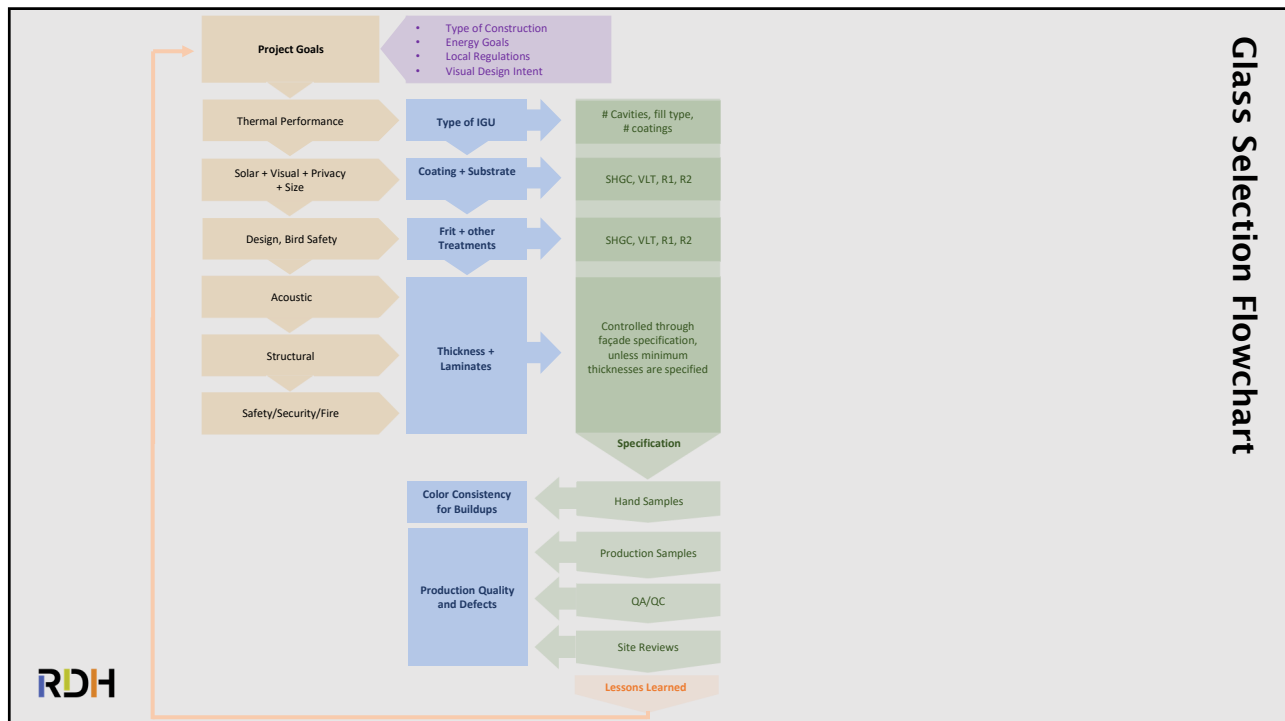 Glass Selection Flowchart
Project Goals
• Type of Construction
• Energy Goals
• Local Regulations
• Visual Design Intent
Thermal Performance
Type of IGU
# Cavities, fill type,
# coatings
Solar + Visual + Privacy
+ Size
Coating + Substrate
SHGC, VLT, R1, R2
Design, Bird Safety
Frit + other
Treatments
SHGC, VLT, R1, R2
Acoustic
Structural
Safety/Security/Fire
Thickness +
Laminates
Controlled through
façade specification,
unless minimum
thicknesses are specified
Specification
Color Consistency
for Buildups
Hand Samples
Production Quality
and Defects
Production Samples
QA/QC
Site Reviews
Lessons Learned
RDH